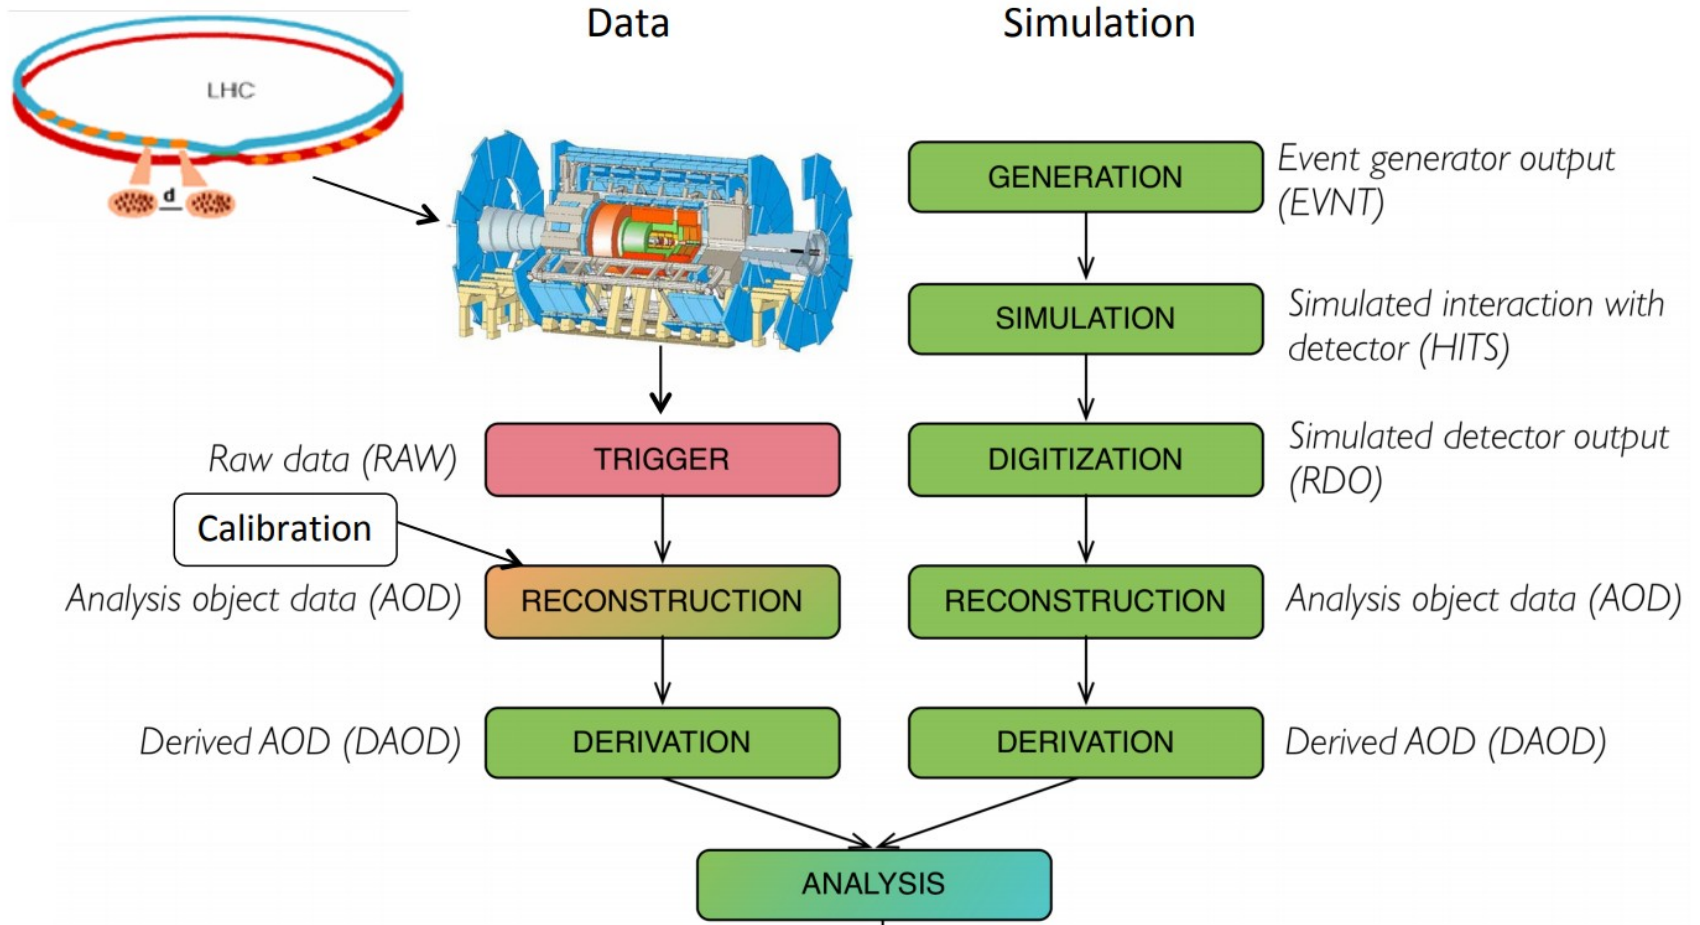 Data
Simulation
LHC
d
GENERATION
Event generator output
(EVNT)
SIMULATION
Simulated interaction with
detector (HITS)
Raw data (RAW)
TRIGGER
DIGITIZATION
Simulated detector output
(RDO)
Calibration
Analysis object data (AOD)
RECONSTRUCTION
RECONSTRUCTION
Analysis object data (AOD)
Derived AOD (DAOD)
DERIVATION
DERIVATION
Derived AOD (DAOD)
ANALYSIS